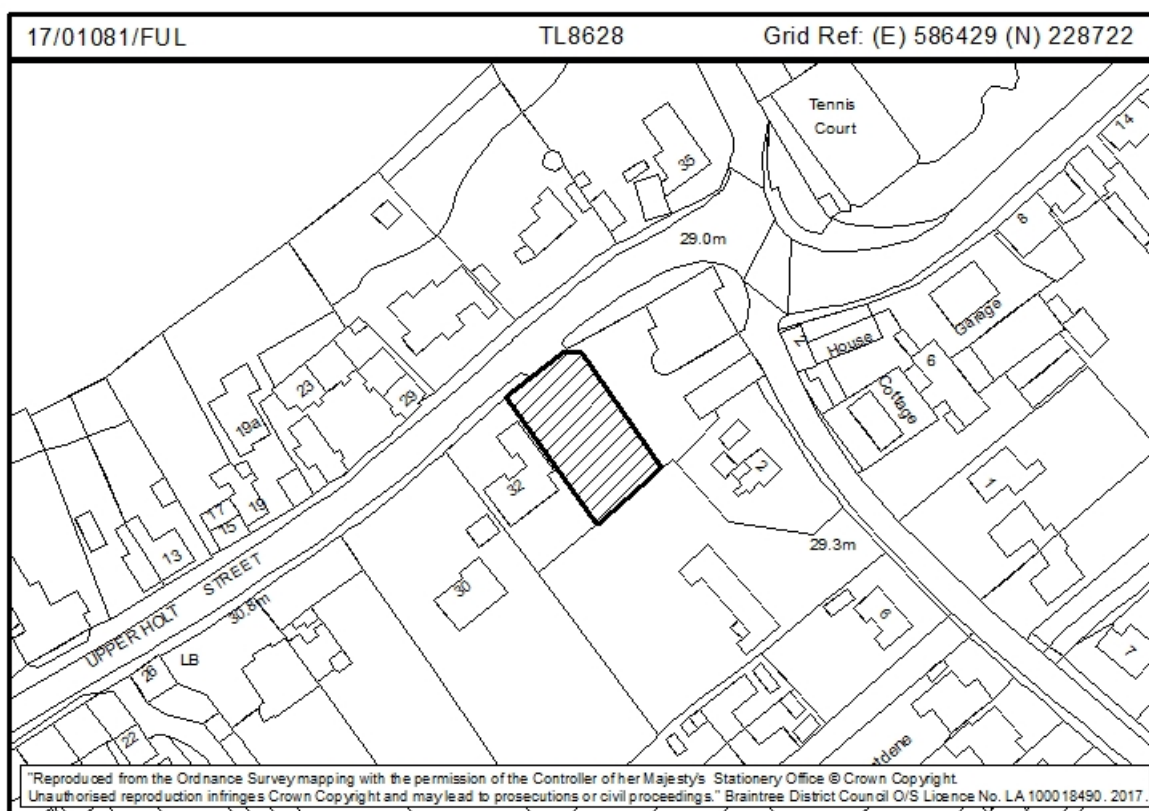 17/01081/FUL TL8628 Grid Ref: (E) 586429 (N) 228722
Tennis
Court
14
35
8
29.0m
Garage
2
House
6
Cottage
23
29
19a
32
2
1
17
19
15
13
29.3m
UPPER HOLT STREET
30.8m
30
6
7
LB
26
22
"Reproduced from the Ordnance Survey mapping with the permission of the Controller of her Majesty's Stationery Office © Crown Copyright.
Unauthorised reproduction infringes Crown Copyright and may lead to prosecutions or civil proceedings." Braintree District Council O/S Licence No. LA 100018490, 2017.